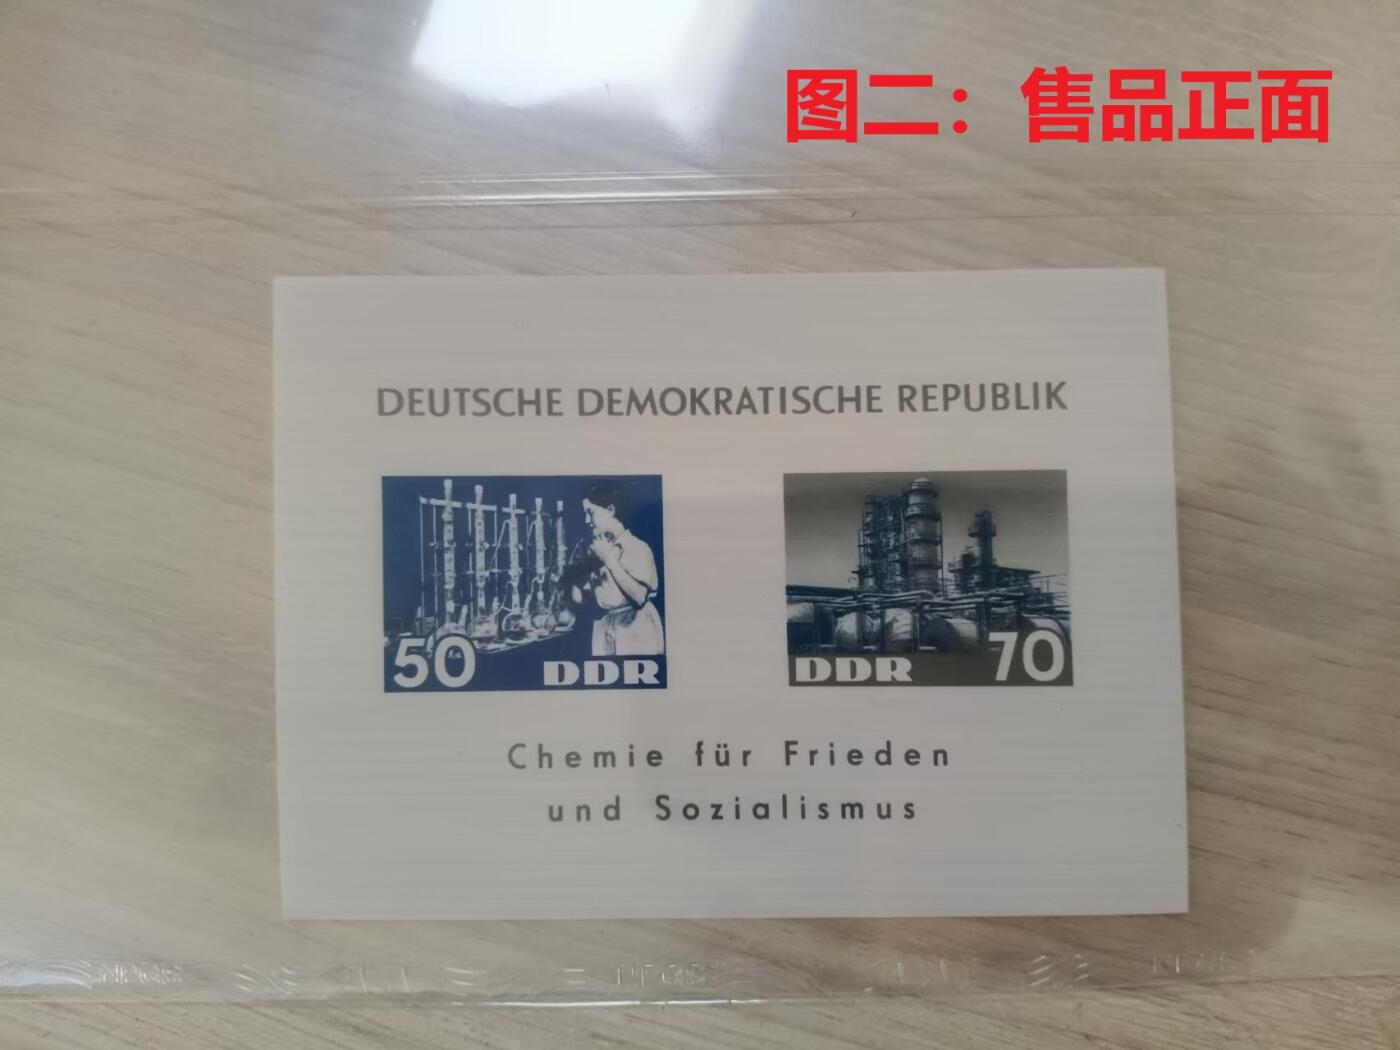 图二：售品正面
DEUTSCHE DEMOKRATISCHE REPUBLIK
50 DDR
DDR 70
Chemie für Frieden
und Sozialismus